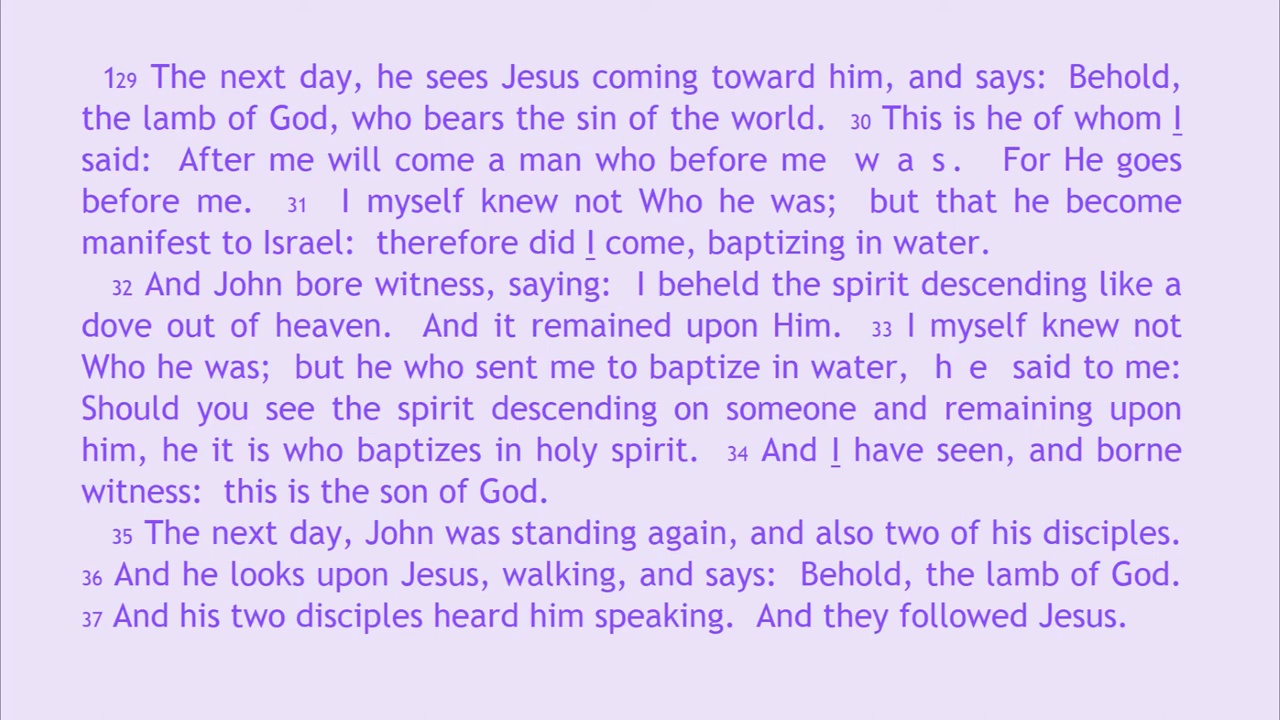 129 The next day, he sees Jesus coming toward him, and says: Behold,
the lamb of God, who bears the sin of the world. 30 This is he of whom I
said: After me will come a man who before me w a s. For He goes
before me. 31 I myself knew not Who he was; but that he become
manifest to Israel: therefore did I come, baptizing in water.
32 And John bore witness, saying: I beheld the spirit descending like a
dove out of heaven. And it remained upon Him. 33 I myself knew not
Who he was; but he who sent me to baptize in water, h e said to me:
Should you see the spirit descending on someone and remaining upon
him, he it is who baptizes in holy spirit. 34 And I have seen, and borne
witness: this is the son of God.
35 The next day, John was standing again, and also two of his disciples.
36 And he looks upon Jesus, walking, and says: Behold, the lamb of God.
37 And his two disciples heard him speaking. And they followed Jesus.